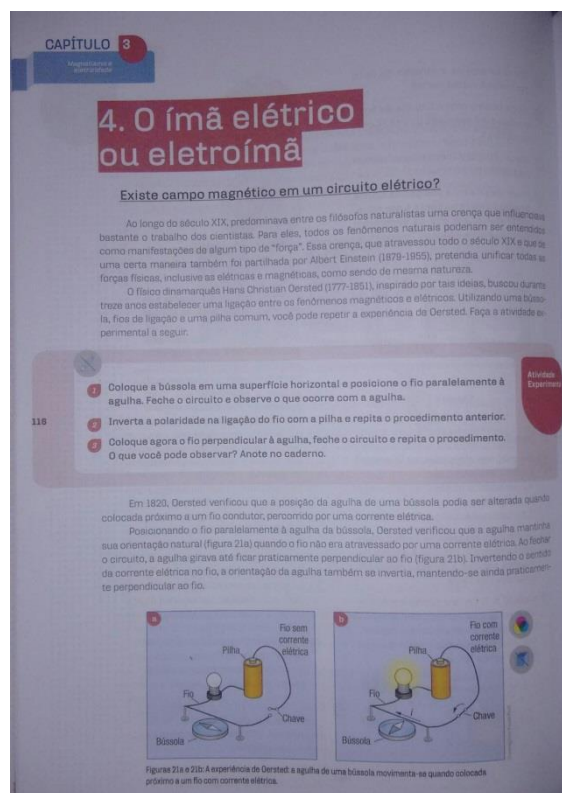 CAPÍTULO 3
Magnetismo e
eletricidade
4. O ímã elétrico
ou eletroímã
Existe campo magnético em um circuito elétrico?
Ao longo do século XIX, predominava entre os filósofos naturalistas uma crença que influenciou
bastante o trabalho dos cientistas. Para eles, todos os fenômenos naturais poderiam ser entendidos
como manifestações de algum tipo de "força". Essa crença, que atravessou todo o século XIX e que de
uma certa maneira também foi partilhada por Albert Einstein (1879-1955), pretendia unificar todas as
forças físicas, inclusive as elétricas e magnéticas, como sendo de mesma natureza.
O físico dinamarquês Hans Christian Oersted (1777-1851), inspirado por tais ideias, buscou durante
treze anos estabelecer uma ligação entre os fenômenos magnéticos e elétricos. Utilizando uma bússo-
la, fios de ligação e uma pilha comum, você pode repetir a experiência de Oersted. Faça a atividade ex-
perimental a seguir.
Atividade
Experimental
1 Coloque a bússola em uma superfície horizontal e posicione o fio paralelamente à
agulha. Feche o circuito e observe o que ocorre com a agulha.
116
2 Inverta a polaridade na ligação do fio com a pilha e repita o procedimento anterior.
3 Coloque agora o fio perpendicular à agulha, feche o circuito e repita o procedimento.
O que você pode observar? Anote no caderno.
Em 1820, Oersted verificou que a posição da agulha de uma bússola podia ser alterada quando
colocada próximo a um fio condutor, percorrido por uma corrente elétrica.
Posicionando o fio paralelamente à agulha da bússola, Oersted verificou que a agulha mantinha
sua orientação natural (figura 21a) quando o fio não era atravessado por uma corrente elétrica. Ao fechar
o circuito, a agulha girava até ficar praticamente perpendicular ao fio (figura 21b). Invertendo o sentido
da corrente elétrica no fio, a orientação da agulha também se invertia, mantendo-se ainda praticamen-
te perpendicular ao fio.
a
Fio sem
corrente
elétrica
Pilha
Fio
Chave
Bússola
b
Fio com
corrente
elétrica
Pilha
Fio
i
Chave
Bússola
Figuras 21a e 21b: A experiência de Oersted: a agulha de uma bússola movimenta-se quando colocada
próximo a um fio com corrente elétrica.